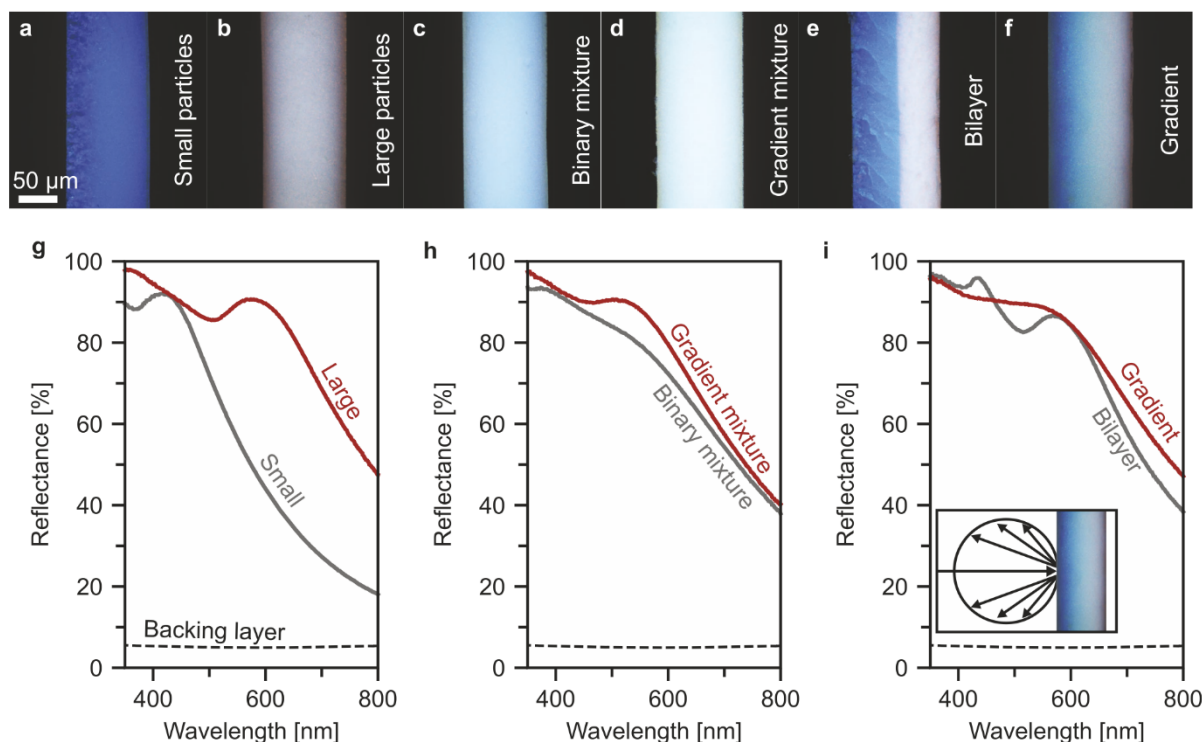 a
Small particles
50 µm
b
Large particles
c
Binary mixture
d
Gradient mixture
e
Bilayer
f
Gradient
g
Reflectance [%]
100
80
60
40
20
0
Large
Small
Backing layer
400
600
800
Wavelength [nm]
h
Reflectance [%]
100
80
60
40
20
0
Gradient mixture
Binary mixture
400
600
800
Wavelength [nm]
i
Reflectance [%]
100
80
60
40
20
0
Gradient
Bilayer
400
600
800
Wavelength [nm]